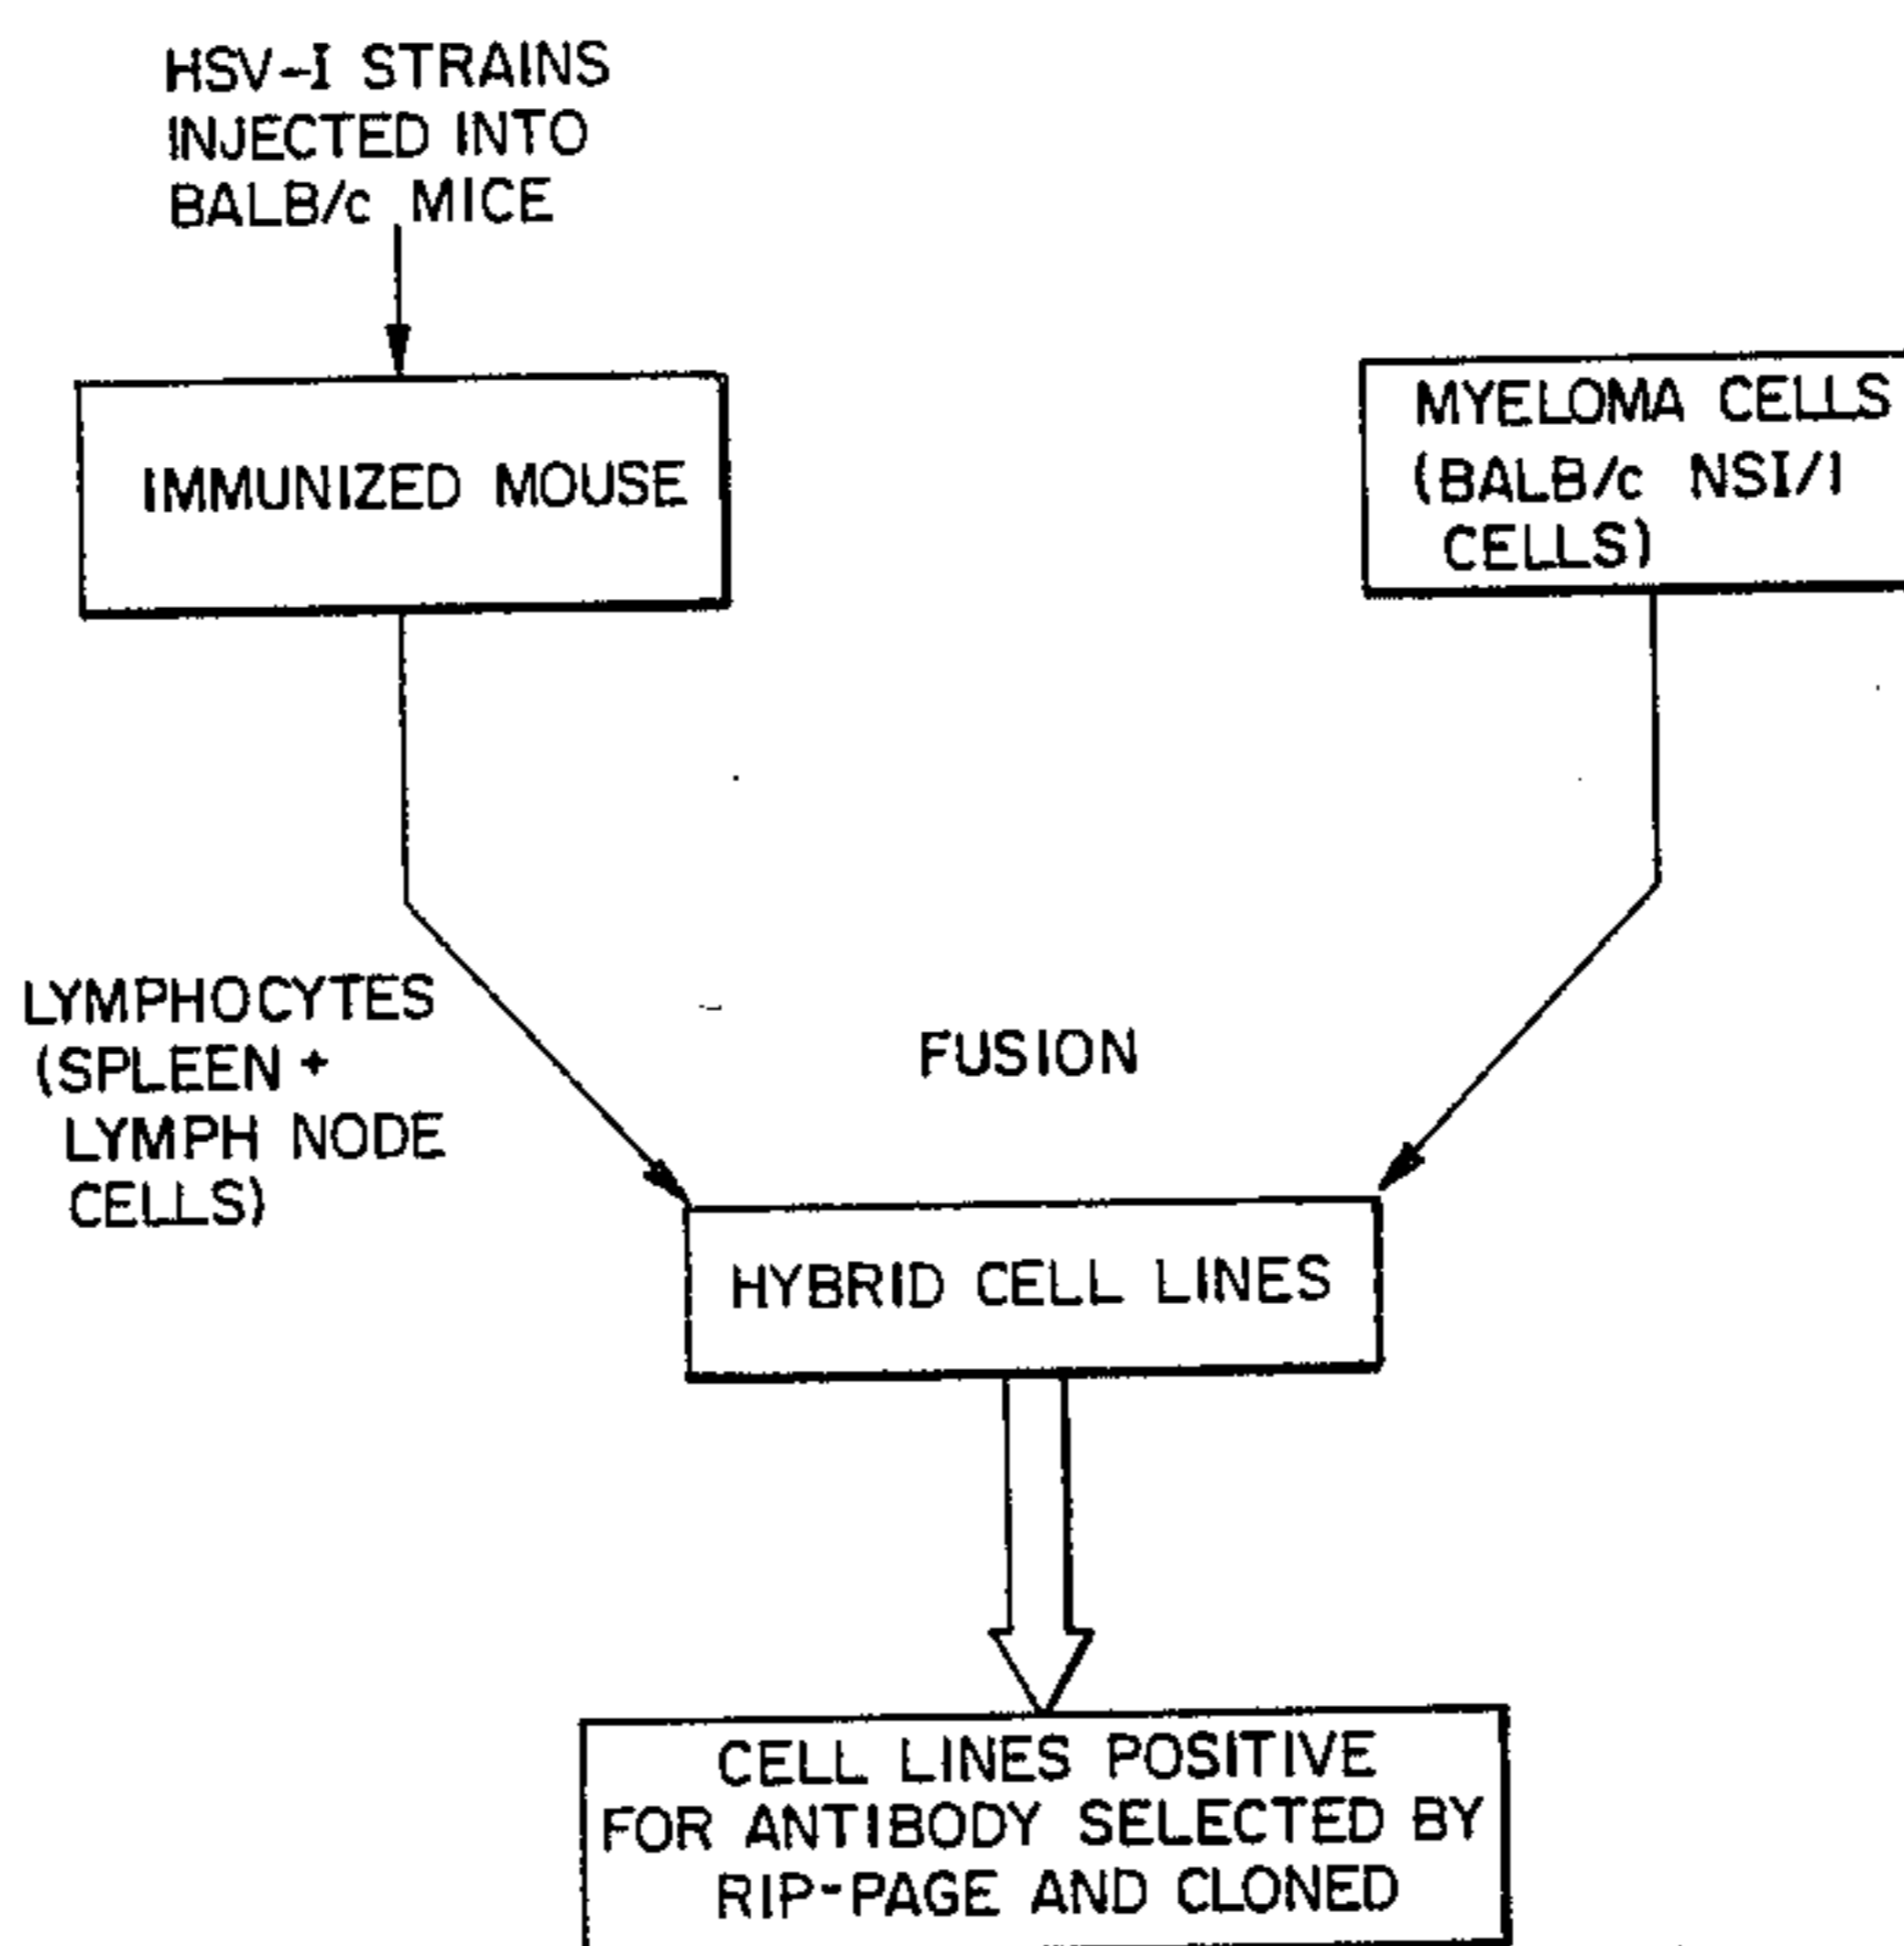 HSV-I STRAINS
INJECTED INTO
BALB/c MICE
IMMUNIZED MOUSE
MYELOMA CELLS
(BALB/c NSI/I
CELLS)
LYMPHOCYTES
(SPLEEN +
LYMPH NODE
CELLS)
FUSION
HYBRID CELL LINES
CELL LINES POSITIVE
FOR ANTIBODY SELECTED BY
RIP-PAGE AND CLONED